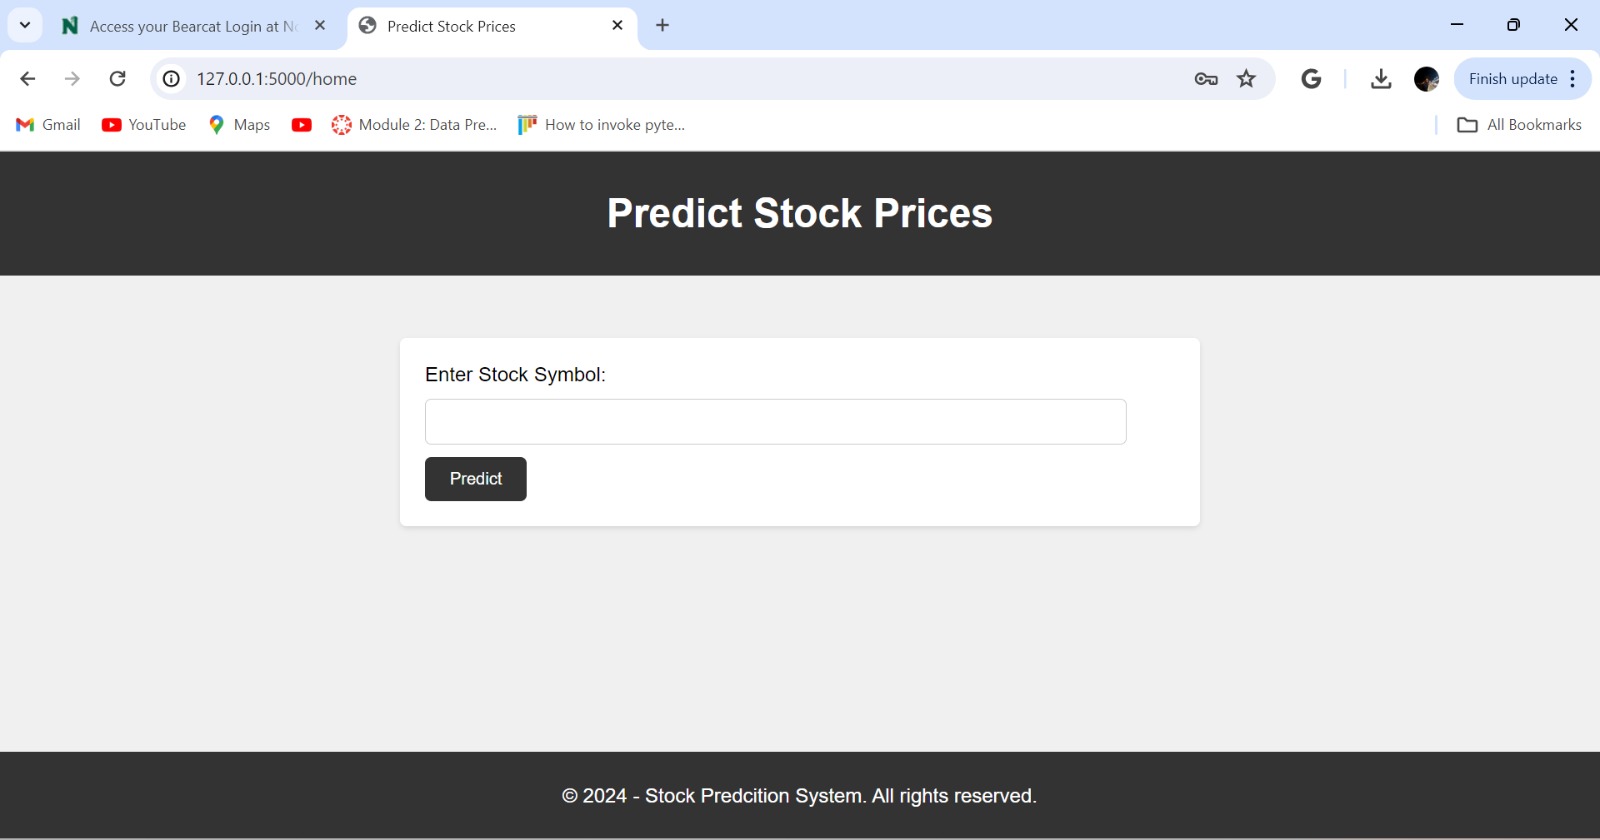 Access your Bearcat Login at No
Predict Stock Prices
127.0.0.1:5000/home
Finish update
Gmail
YouTube
Maps
Module 2: Data Pre...
How to invoke pyte...
All Bookmarks
Predict Stock Prices
Enter Stock Symbol:
Predict
© 2024 - Stock Predcition System. All rights reserved.